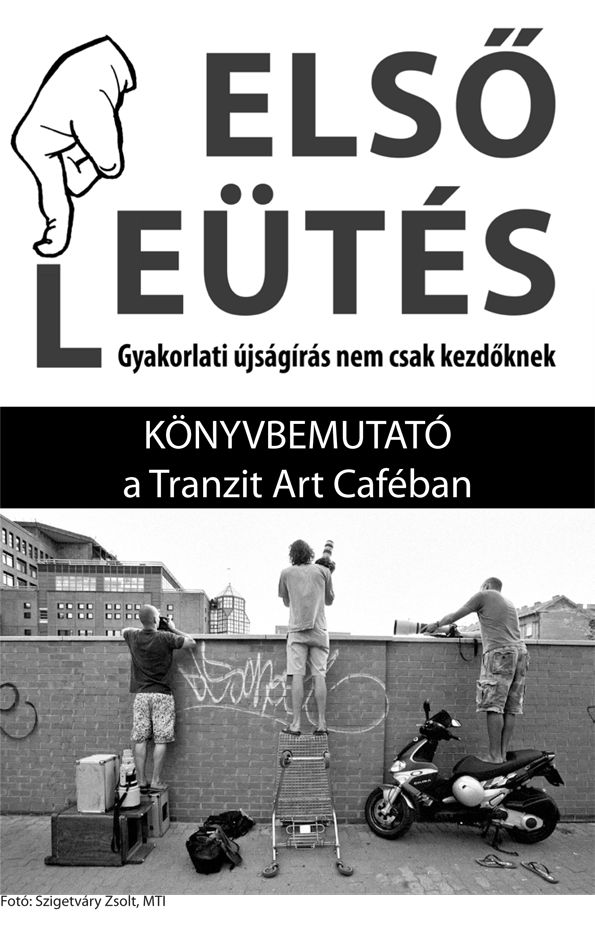 ELSŐ
LEÜTÉS
Gyakorlati újságírás nem csak kezdőknek
KÖNYVBEMUTATÓ
a Tranzit Art Caféban
Fotó: Szigetváry Zsolt, MTI